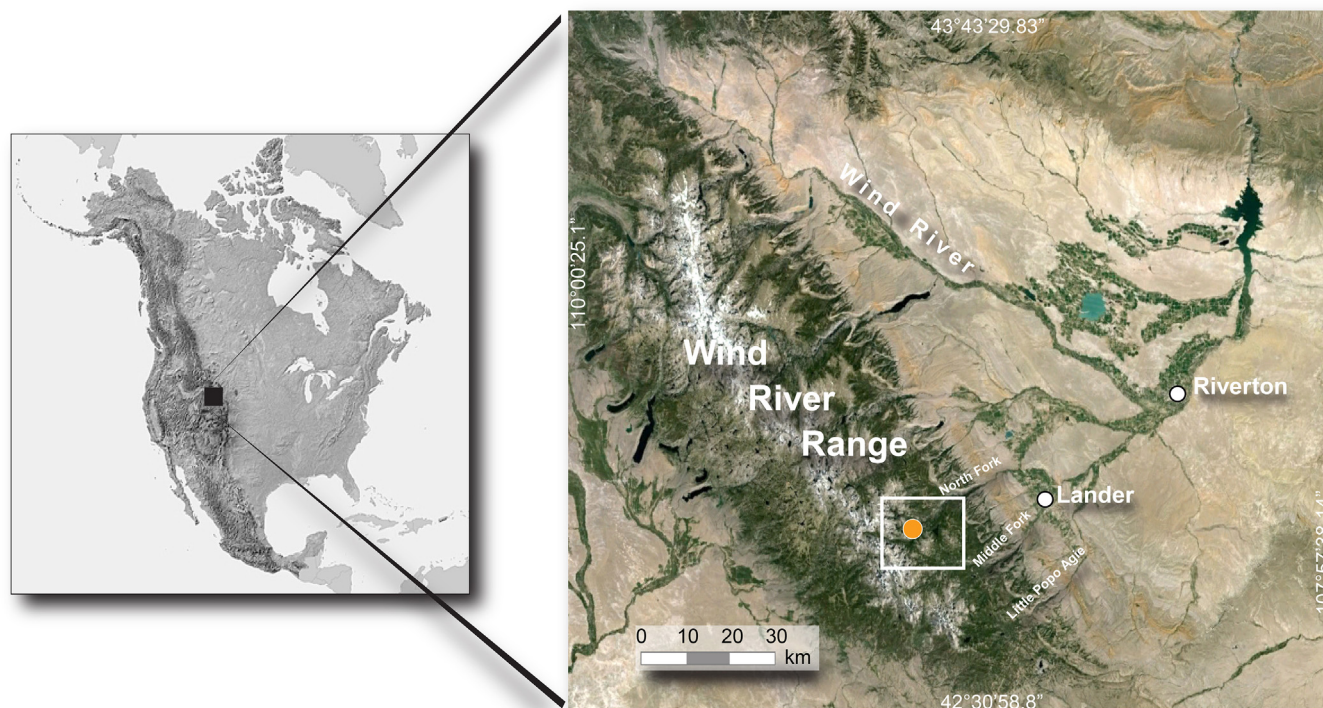 43°43'29.83"
Wind River
110°00'25.1"
Wind
River
Range
Riverton
North Fork
Lander
Middle Fork
Little Popo Agie
0 10 20 30
km
42°30'58.8"